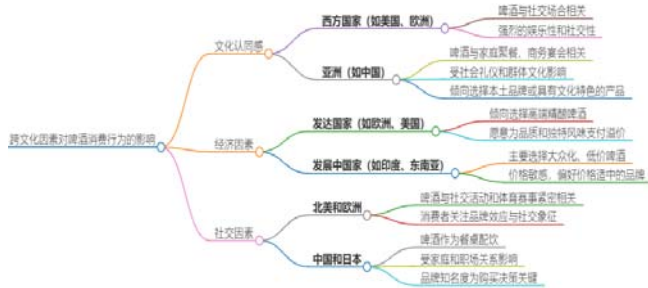 跨文化因素对啤酒消费行为的影响
文化认同感
西方国家（如美国、欧洲）
啤酒与社交场合相关
强烈的娱乐性和社交性
亚洲（如中国）
啤酒与家庭聚餐、商务宴会相关
受社会礼仪和群体文化影响
倾向选择本土品牌或具有文化特色的产品
经济因素
发达国家（如欧洲、美国）
倾向选择高端精酿啤酒
愿意为品质和独特风味支付溢价
发展中国家（如印度、东南亚）
主要选择大众化、低价啤酒
价格敏感，偏好价格适中的品牌
社交因素
北美和欧洲
啤酒与社交活动和体育赛事紧密相关
消费者关注品牌效应与社交象征
中国和日本
啤酒作为餐桌配饮
受家庭和职场关系影响
品牌知名度为购买决策关键